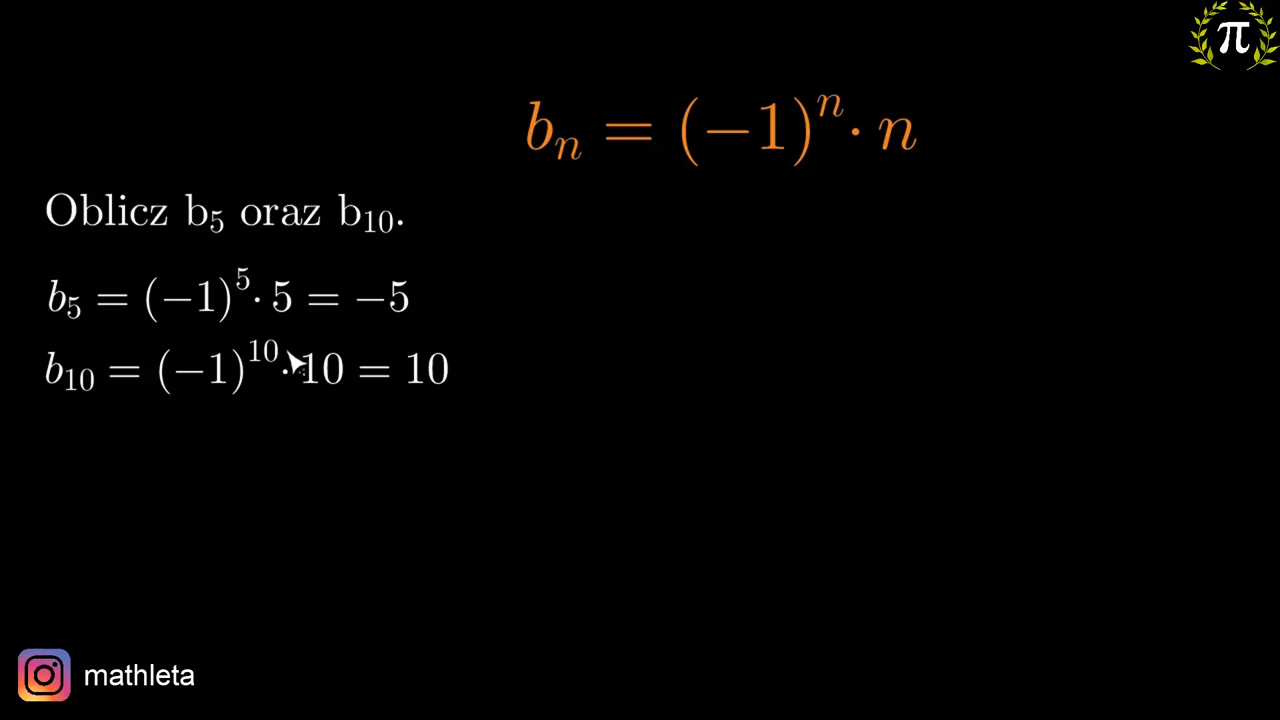 π
bₙ = (−1)ⁿ · n
Oblicz b₅ oraz b₁₀.
b₅ = (−1)⁵ · 5 = −5
b₁₀ = (−1)¹⁰ · 10 = 10
mathleta